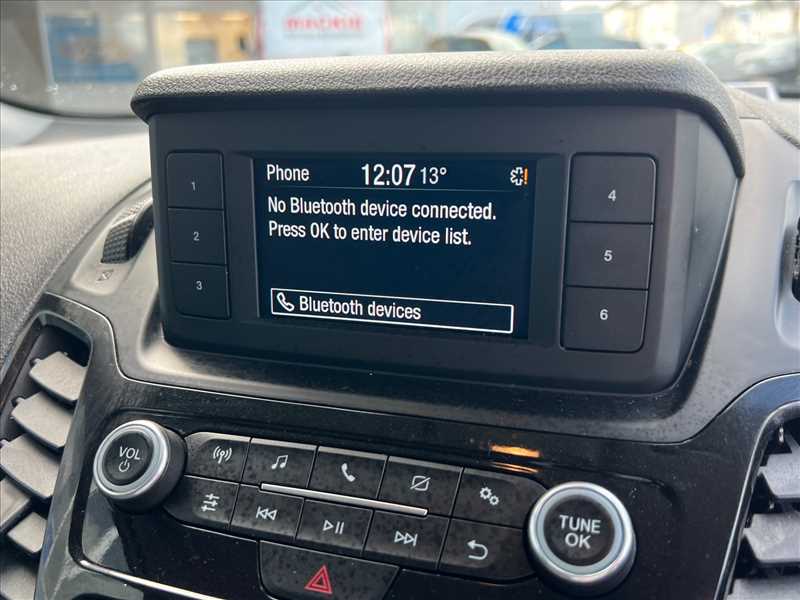 Phone 12:07 13°
No Bluetooth device connected.
Press OK to enter device list.
Bluetooth devices
1
2
3
4
5
6
VOL
TUNE
OK